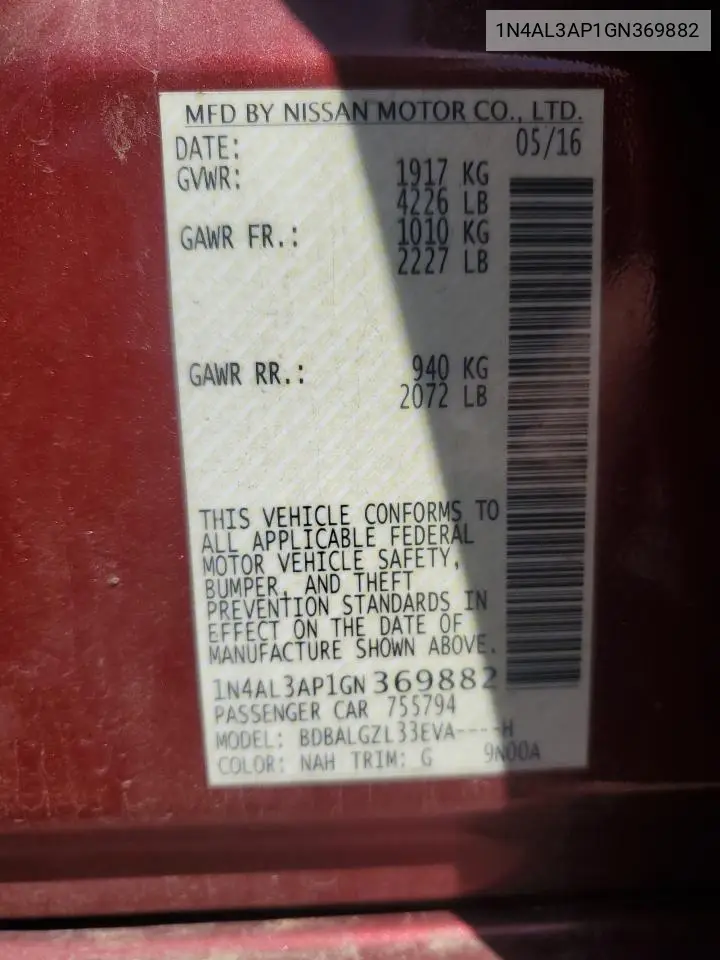 1N4AL3AP1GN369882
MFD BY NISSAN MOTOR CO., LTD.
DATE: 05/16
GVWR: 1917 KG
4226 LB
GAWR FR.: 1010 KG
2227 LB
GAWR RR.: 940 KG
2072 LB
THIS VEHICLE CONFORMS TO
ALL APPLICABLE FEDERAL
MOTOR VEHICLE SAFETY,
BUMPER, AND THEFT
PREVENTION STANDARDS IN
EFFECT ON THE DATE OF
MANUFACTURE SHOWN ABOVE.
1N4AL3AP1GN369882
PASSENGER CAR 755794
MODEL: BDBALGZL33EVA----H
COLOR: NAH TRIM: G 9N00A